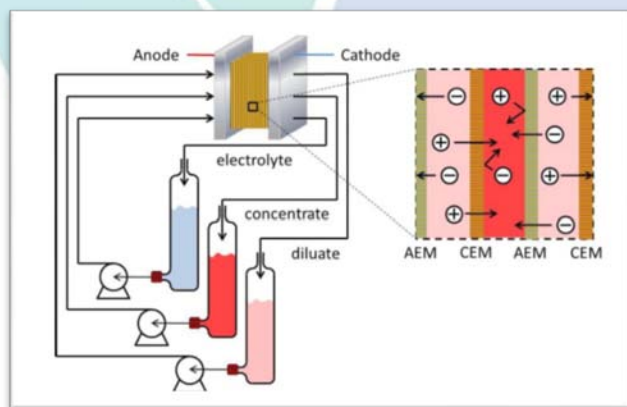 Anode
Cathode
electrolyte
concentrate
diluate
AEM CEM AEM CEM